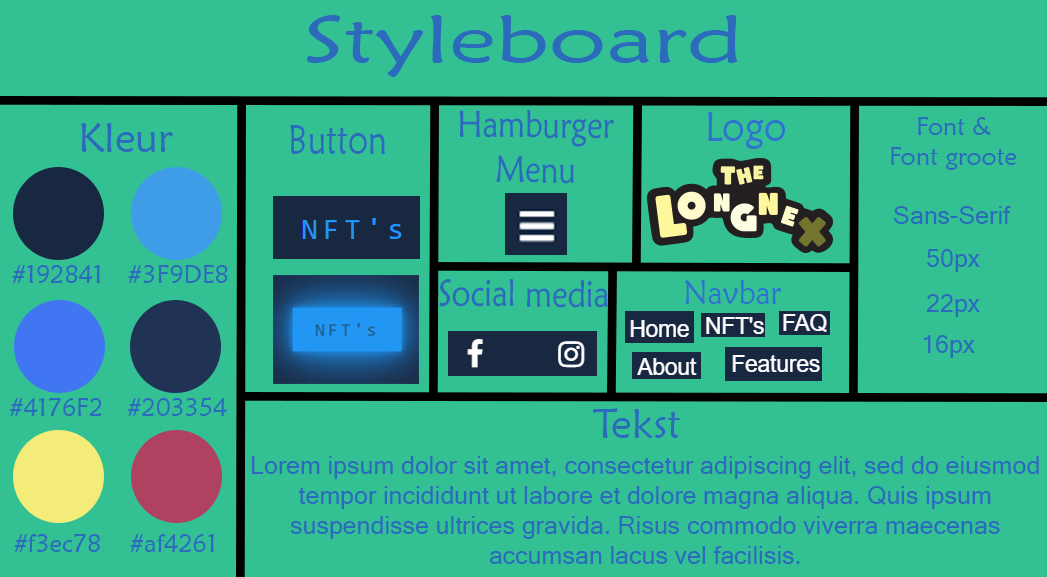 Styleboard
Kleur
#192841 #3F9DE8
#4176F2 #203354
#f3ec78 #af4261
Button
NFT's
NFT's
Hamburger
Menu
Logo
THE
LONGNEX
Font &
Font groote
Sans-Serif
50px
22px
16px
Social media
Navbar
Home NFT's FAQ
About Features
Tekst
Lorem ipsum dolor sit amet, consectetur adipiscing elit, sed do eiusmod
tempor incididunt ut labore et dolore magna aliqua. Quis ipsum
suspendisse ultrices gravida. Risus commodo viverra maecenas
accumsan lacus vel facilisis.